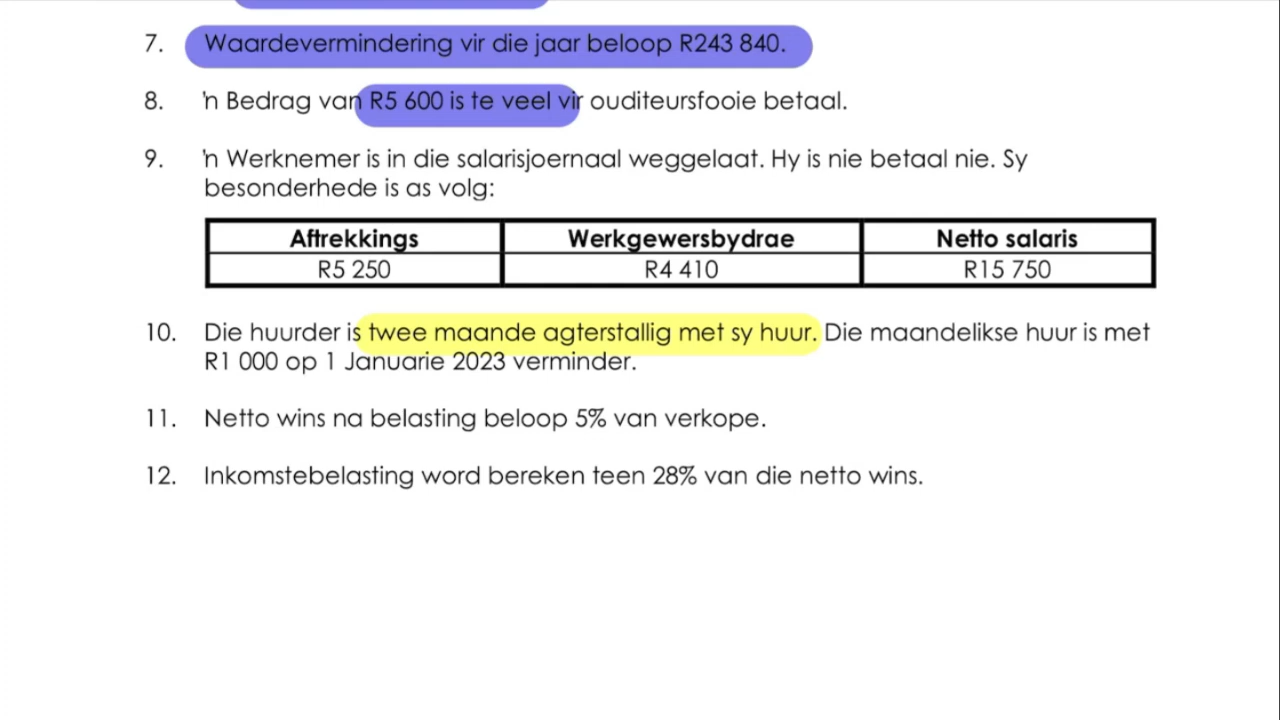 7. Waardevermindering vir die jaar beloop R243 840.
8. 'n Bedrag van R5 600 is te veel vir ouditeursfooie betaal.
9. 'n Werknemer is in die salarisjoernaal weggelaat. Hy is nie betaal nie. Sy
besonderhede is as volg:
Aftrekkings Werkgewersbydrae Netto salaris
R5 250 R4 410 R15 750
10. Die huurder is twee maande agterstallig met sy huur. Die maandelikse huur is met
R1 000 op 1 Januarie 2023 verminder.
11. Netto wins na belasting beloop 5% van verkope.
12. Inkomstebelasting word bereken teen 28% van die netto wins.